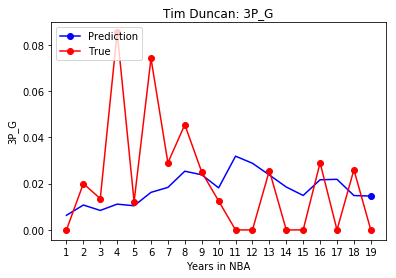 Tim Duncan: 3P_G
Prediction
True
0.08
0.06
0.04
0.02
0.00
3P_G
1 2 3 4 5 6 7 8 9 10 11 12 13 14 15 16 17 18 19
Years in NBA